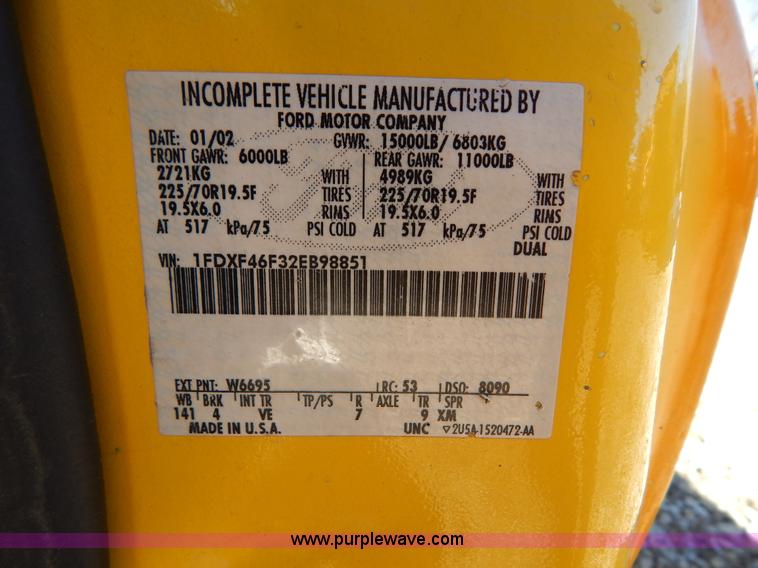 INCOMPLETE VEHICLE MANUFACTURED BY
FORD MOTOR COMPANY
DATE: 01/02 GVWR: 15000LB/ 6803KG
FRONT GAWR: 6000LB REAR GAWR: 11000LB
2721KG WITH 4989KG WITH
225/70R19.5F TIRES 225/70R19.5F TIRES
19.5X6.0 RIMS 19.5X6.0 RIMS
AT 517 kPa/75 PSI COLD AT 517 kPa/75 PSI COLD
DUAL
VIN: 1FDXF46F32EB98851
EXT PNT: W6695 RC: 53 DSO: 8090
WB BRK INT TR TP/PS R AXLE TR SPR
141 4 VE 7 9 XM
MADE IN U.S.A. UNC ▽2U5A-1520472-AA
www.purplewave.com